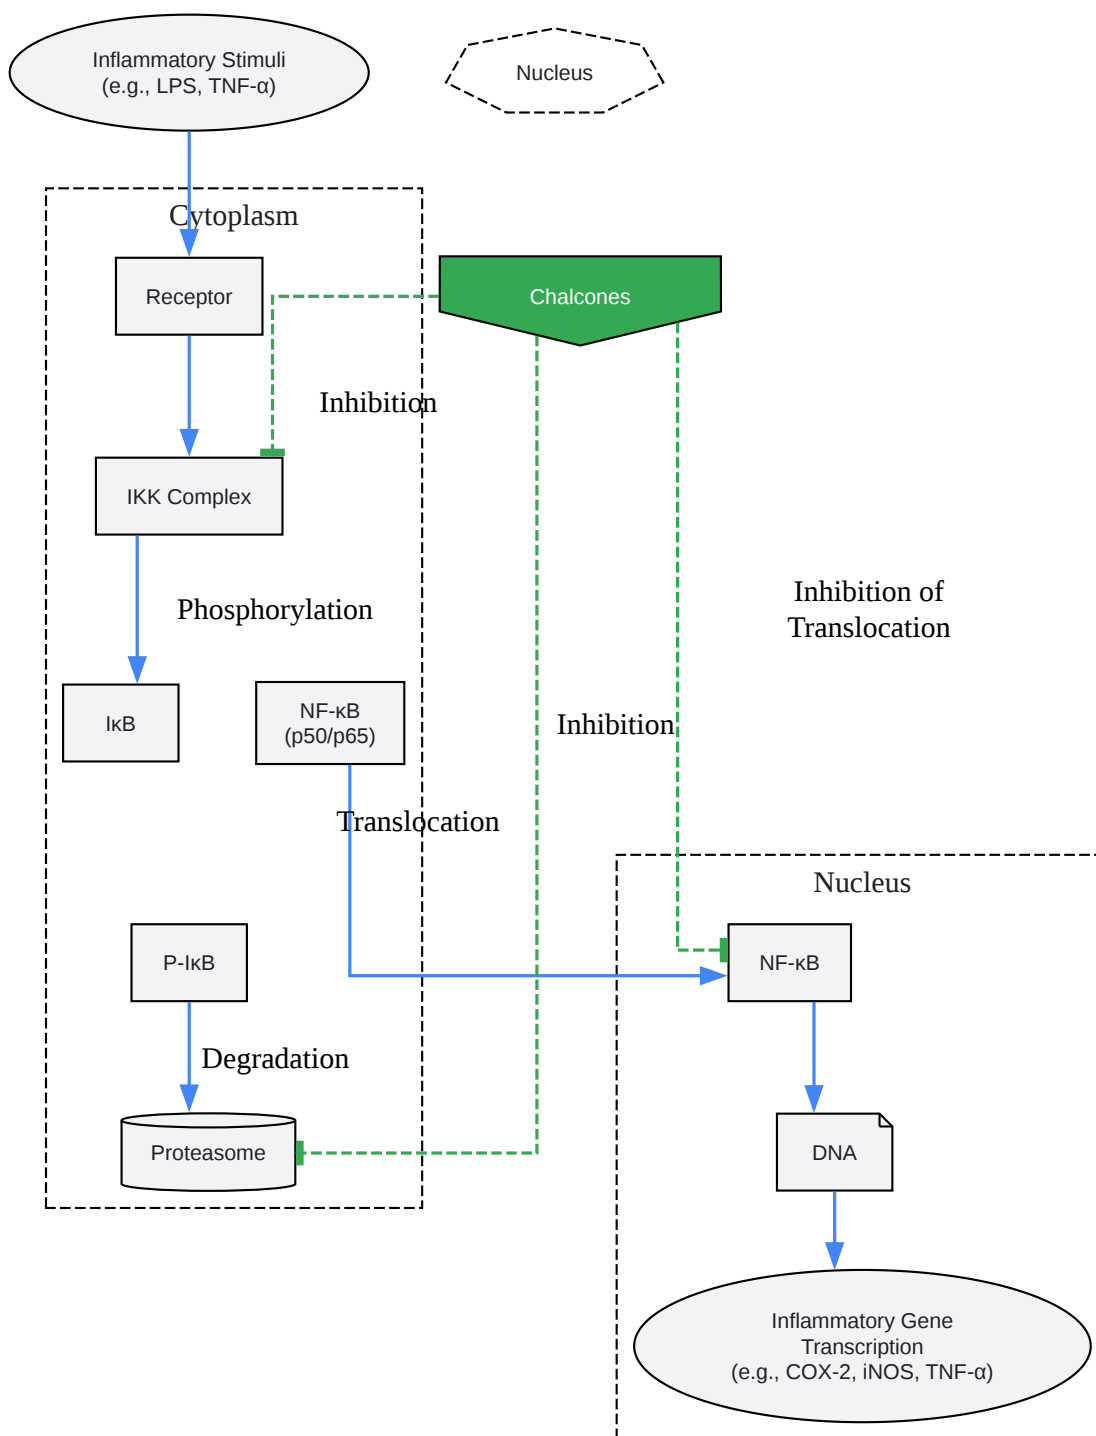 Inflammatory Stimuli
(e.g., LPS, TNF-α)
Nucleus
Cytoplasm
Receptor
Chalcones
Inhibition
IKK Complex
Phosphorylation
Inhibition of
Translocation
IκB
NF-κB
(p50/p65)
Inhibition
Translocation
Nucleus
P-IκB
NF-κB
Degradation
Proteasome
DNA
Inflammatory Gene
Transcription
(e.g., COX-2, iNOS, TNF-α)